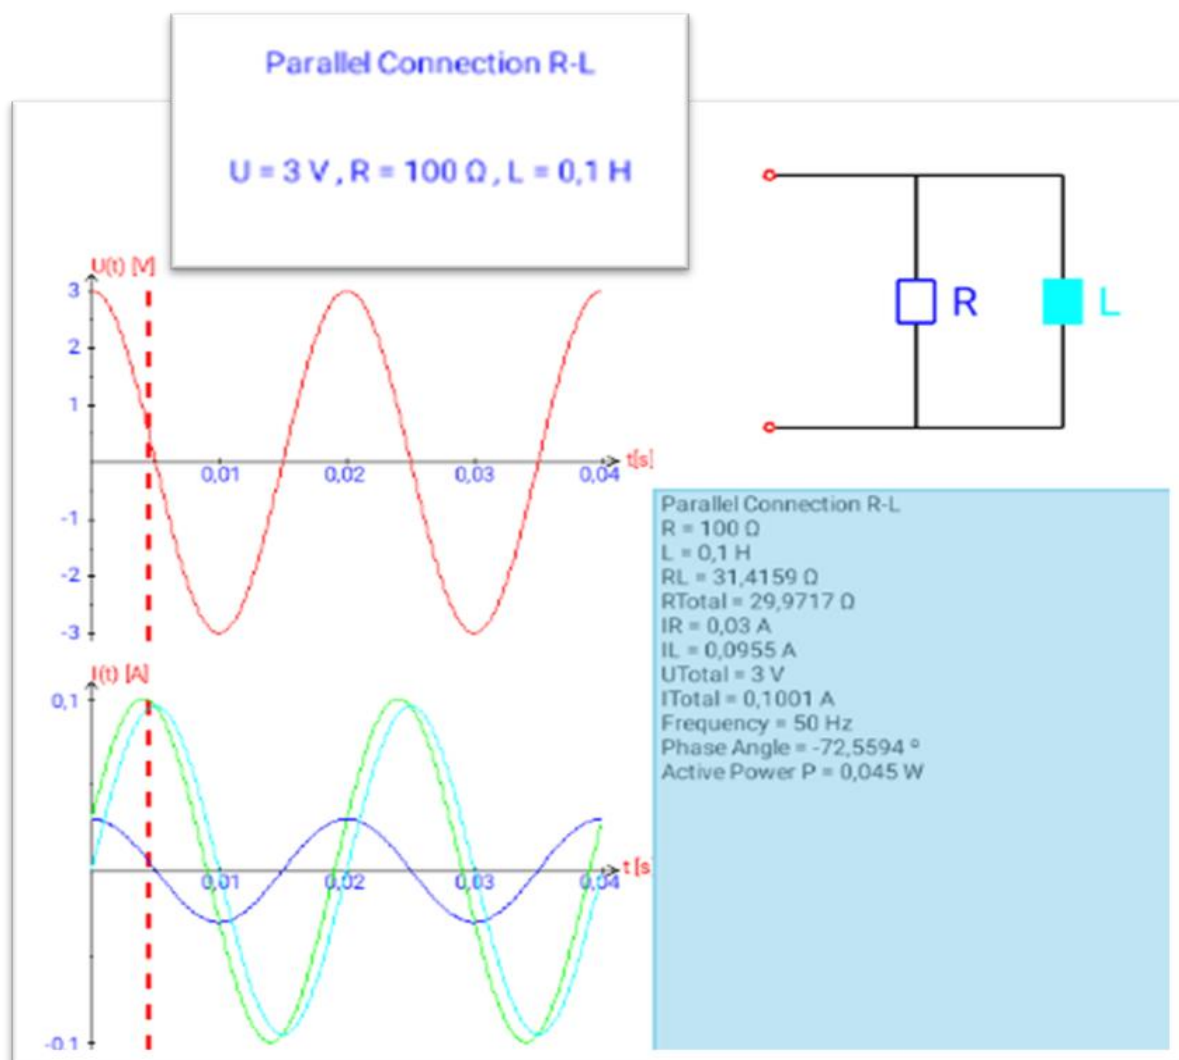 Parallel Connection R-L
U = 3 V , R = 100 Ω , L = 0,1 H
U(t) [V]
3
2
1
-1
-2
-3
0,01 0,02 0,03 0,04 t[s]
R L
I(t) [A]
0,1
-0.1
0,01 0,02 0,03 0,04 t [s]
Parallel Connection R-L
R = 100 Ω
L = 0,1 H
RL = 31,4159 Ω
RTotal = 29,9717 Ω
IR = 0,03 A
IL = 0,0955 A
UTotal = 3 V
ITotal = 0,1001 A
Frequency = 50 Hz
Phase Angle = -72,5594 º
Active Power P = 0,045 W